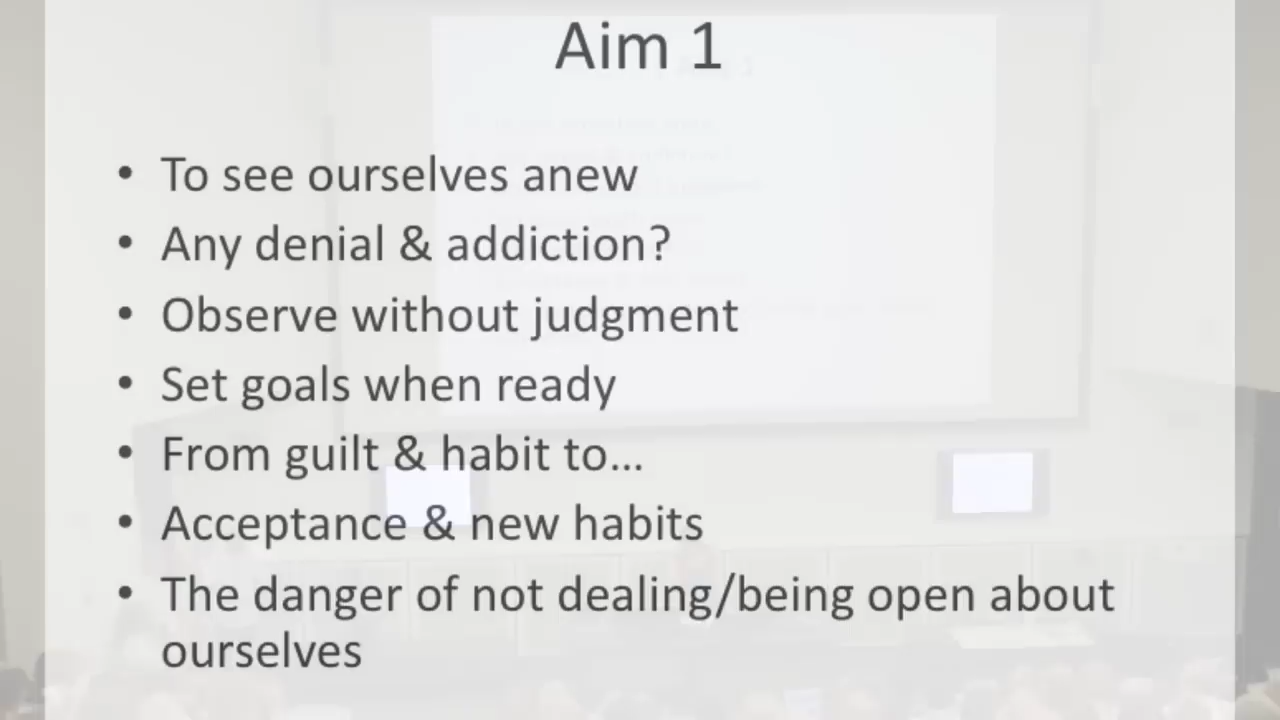 Aim 1
• To see ourselves anew
• Any denial & addiction?
• Observe without judgment
• Set goals when ready
• From guilt & habit to...
• Acceptance & new habits
• The danger of not dealing/being open about
ourselves